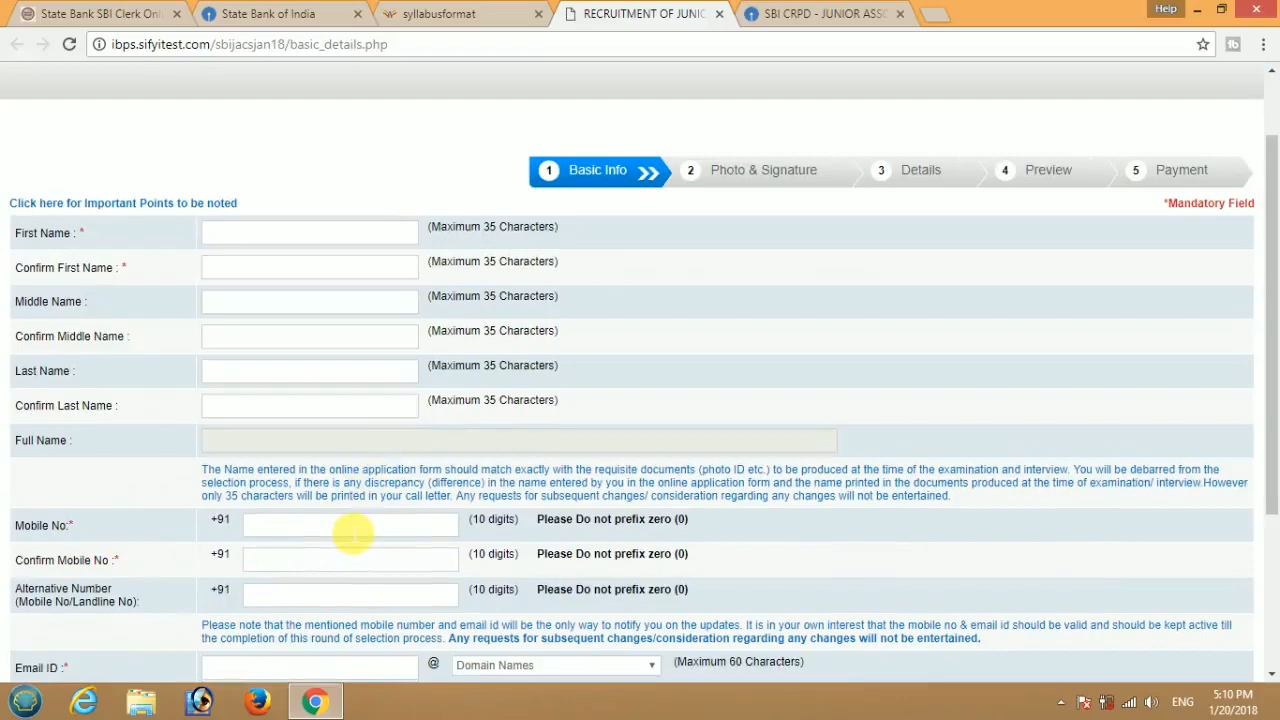 State Bank SBI Clerk Onl
State Bank of India
syllabusformat
RECRUITMENT OF JUNIC
SBI CRPD - JUNIOR ASSO
Help
ibps.sifyitest.com/sbijacsjan18/basic_details.php
1 Basic Info
2 Photo & Signature
3 Details
4 Preview
5 Payment
Click here for Important Points to be noted
*Mandatory Field
First Name : *
(Maximum 35 Characters)
Confirm First Name : *
(Maximum 35 Characters)
Middle Name :
(Maximum 35 Characters)
Confirm Middle Name :
(Maximum 35 Characters)
Last Name :
(Maximum 35 Characters)
Confirm Last Name :
(Maximum 35 Characters)
Full Name :
The Name entered in the online application form should match exactly with the requisite documents (photo ID etc.) to be produced at the time of the examination and interview. You will be debarred from the
selection process, if there is any discrepancy (difference) in the name entered by you in the online application form and the name printed in the documents produced at the time of examination/ interview.However
only 35 characters will be printed in your call letter. Any requests for subsequent changes/ consideration regarding any changes will not be entertained.
Mobile No:*
+91
(10 digits)
Please Do not prefix zero (0)
Confirm Mobile No :*
+91
(10 digits)
Please Do not prefix zero (0)
Alternative Number
(Mobile No/Landline No):
+91
(10 digits)
Please Do not prefix zero (0)
Please note that the mentioned mobile number and email id will be the only way to notify you on the updates. It is in your own interest that the mobile no & email id should be valid and should be kept active till
the completion of this round of selection process. Any requests for subsequent changes/consideration regarding any changes will not be entertained.
Email ID :*
@
Domain Names
(Maximum 60 Characters)
ENG
5:10 PM
1/20/2018